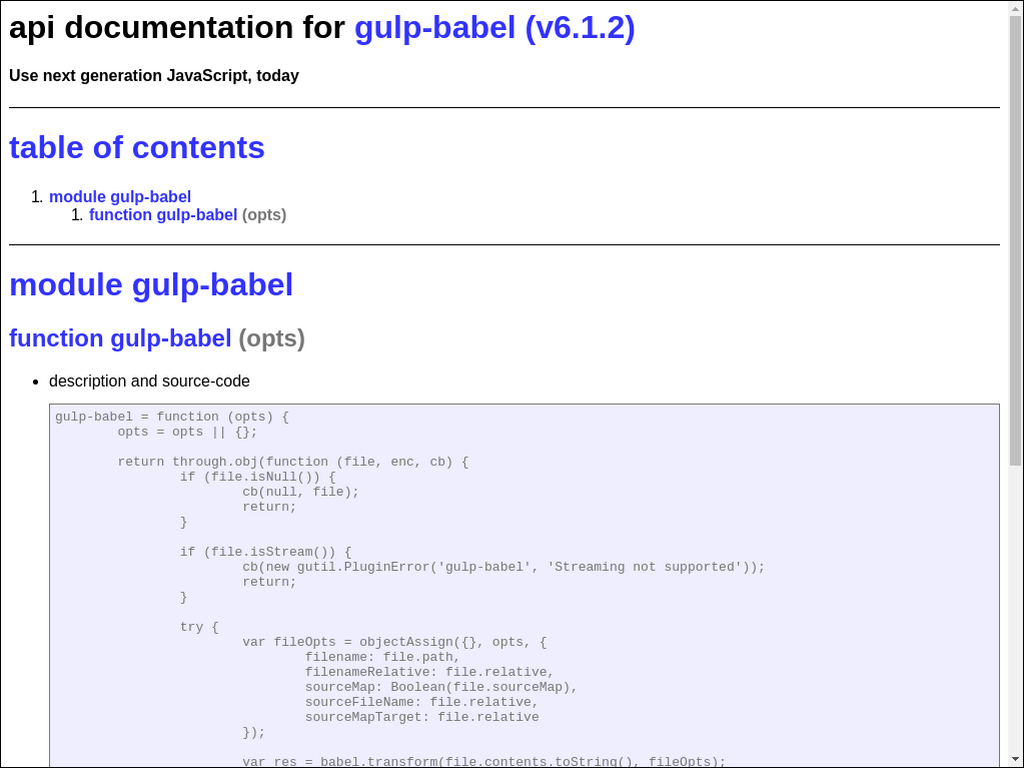 api documentation for gulp-babel (v6.1.2)
Use next generation JavaScript, today
table of contents
1. module gulp-babel
1. function gulp-babel (opts)
module gulp-babel
function gulp-babel (opts)
• description and source-code
gulp-babel = function (opts) {
        opts = opts || {};

        return through.obj(function (file, enc, cb) {
                if (file.isNull()) {
                        cb(null, file);
                        return;
                }

                if (file.isStream()) {
                        cb(new gutil.PluginError('gulp-babel', 'Streaming not supported'));
                        return;
                }

                try {
                        var fileOpts = objectAssign({}, opts, {
                                filename: file.path,
                                filenameRelative: file.relative,
                                sourceMap: Boolean(file.sourceMap),
                                sourceFileName: file.relative,
                                sourceMapTarget: file.relative
                        });

                        var res = babel.transform(file.contents.toString(), fileOpts);